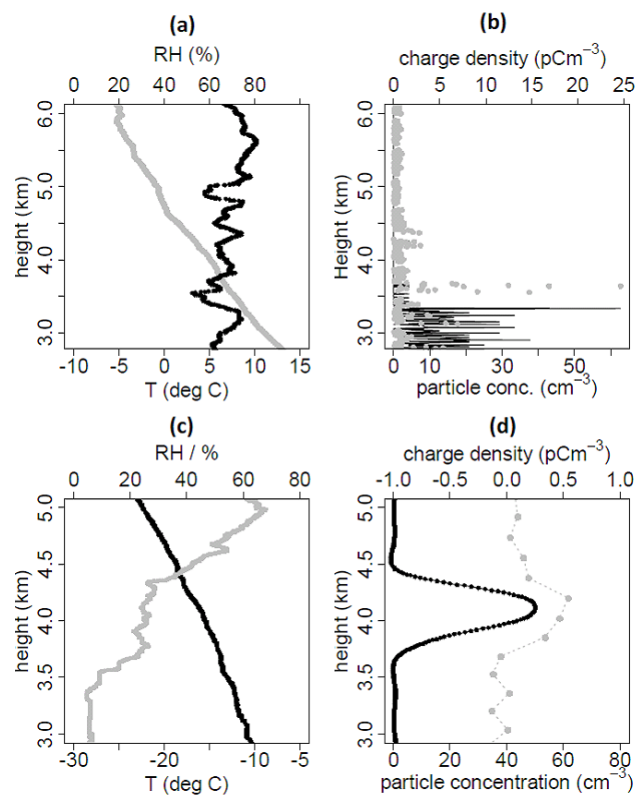 (a)
RH (%)
0 20 40 60 80
height (km)
3.0 4.0 5.0 6.0
-10 -5 0 5 10 15
T (deg C)
(b)
charge density (pCm−3)
0 5 10 15 20 25
Height (km)
3.0 4.0 5.0 6.0
0 10 30 50
particle conc. (cm−3)
(c)
RH / %
0 20 40 60 80
height (km)
3.0 3.5 4.0 4.5 5.0
-30 -20 -10 -5
T (deg C)
(d)
charge density (pCm−3)
-1.0 -0.5 0.0 0.5 1.0
height (km)
3.0 3.5 4.0 4.5 5.0
0 20 40 60 80
particle concentration (cm−3)